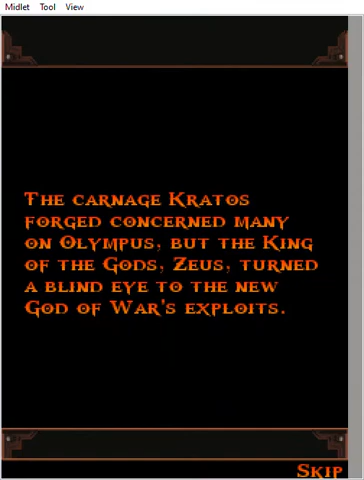 Midlet Tool View
The carnage Kratos
forged concerned many
on Olympus, but the King
of the Gods, Zeus, turned
a blind eye to the new
God of War's exploits.
Skip